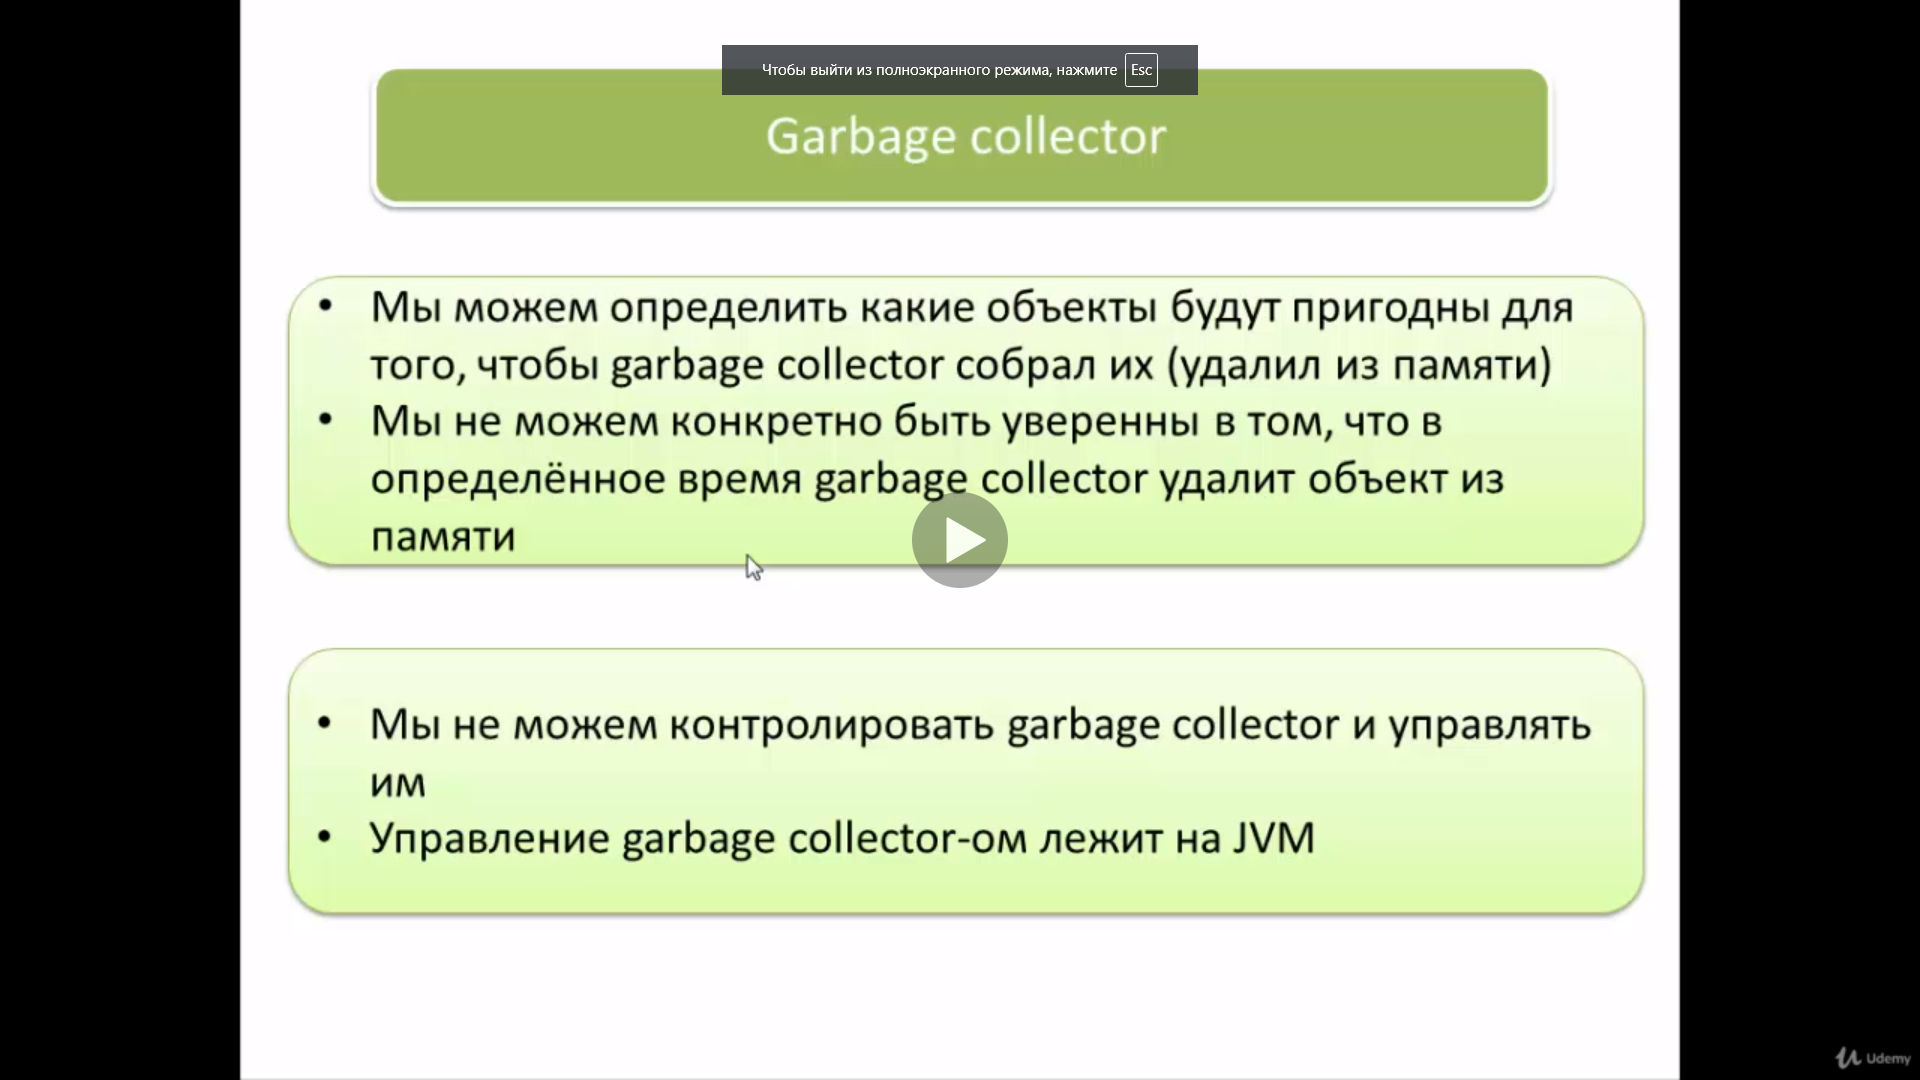 Чтобы выйти из полноэкранного режима, нажмите Esc
Garbage collector
• Мы можем определить какие объекты будут пригодны для
того, чтобы garbage collector собрал их (удалил из памяти)
• Мы не можем конкретно быть уверенны в том, что в
определённое время garbage collector удалит объект из
памяти
• Мы не можем контролировать garbage collector и управлять
им
• Управление garbage collector-ом лежит на JVM
Udemy